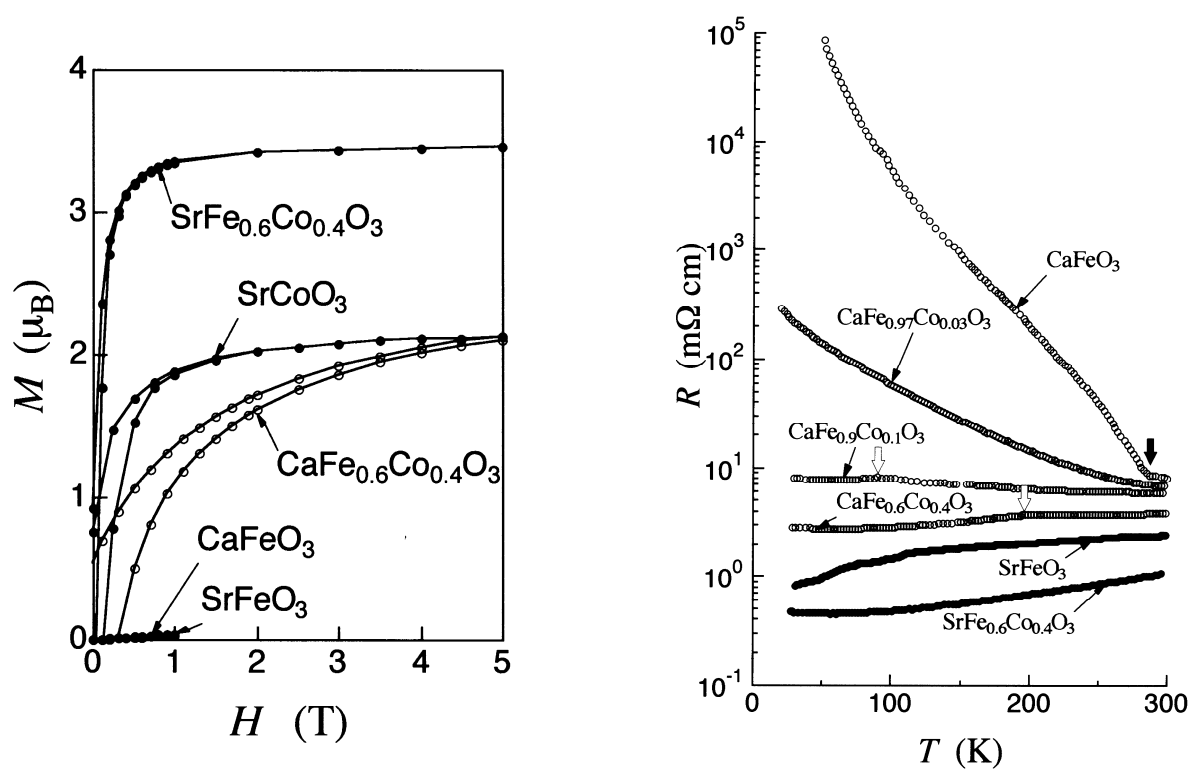 4
3
2
1
0
M (μB)
SrFe0.6Co0.4O3
SrCoO3
CaFe0.6Co0.4O3
CaFeO3
SrFeO3
0 1 2 3 4 5
H (T)
10^5
10^4
10^3
10^2
10^1
10^0
10^-1
R (mΩ cm)
CaFeO3
CaFe0.97Co0.03O3
CaFe0.9Co0.1O3
CaFe0.6Co0.4O3
SrFeO3
SrFe0.6Co0.4O3
0 100 200 300
T (K)